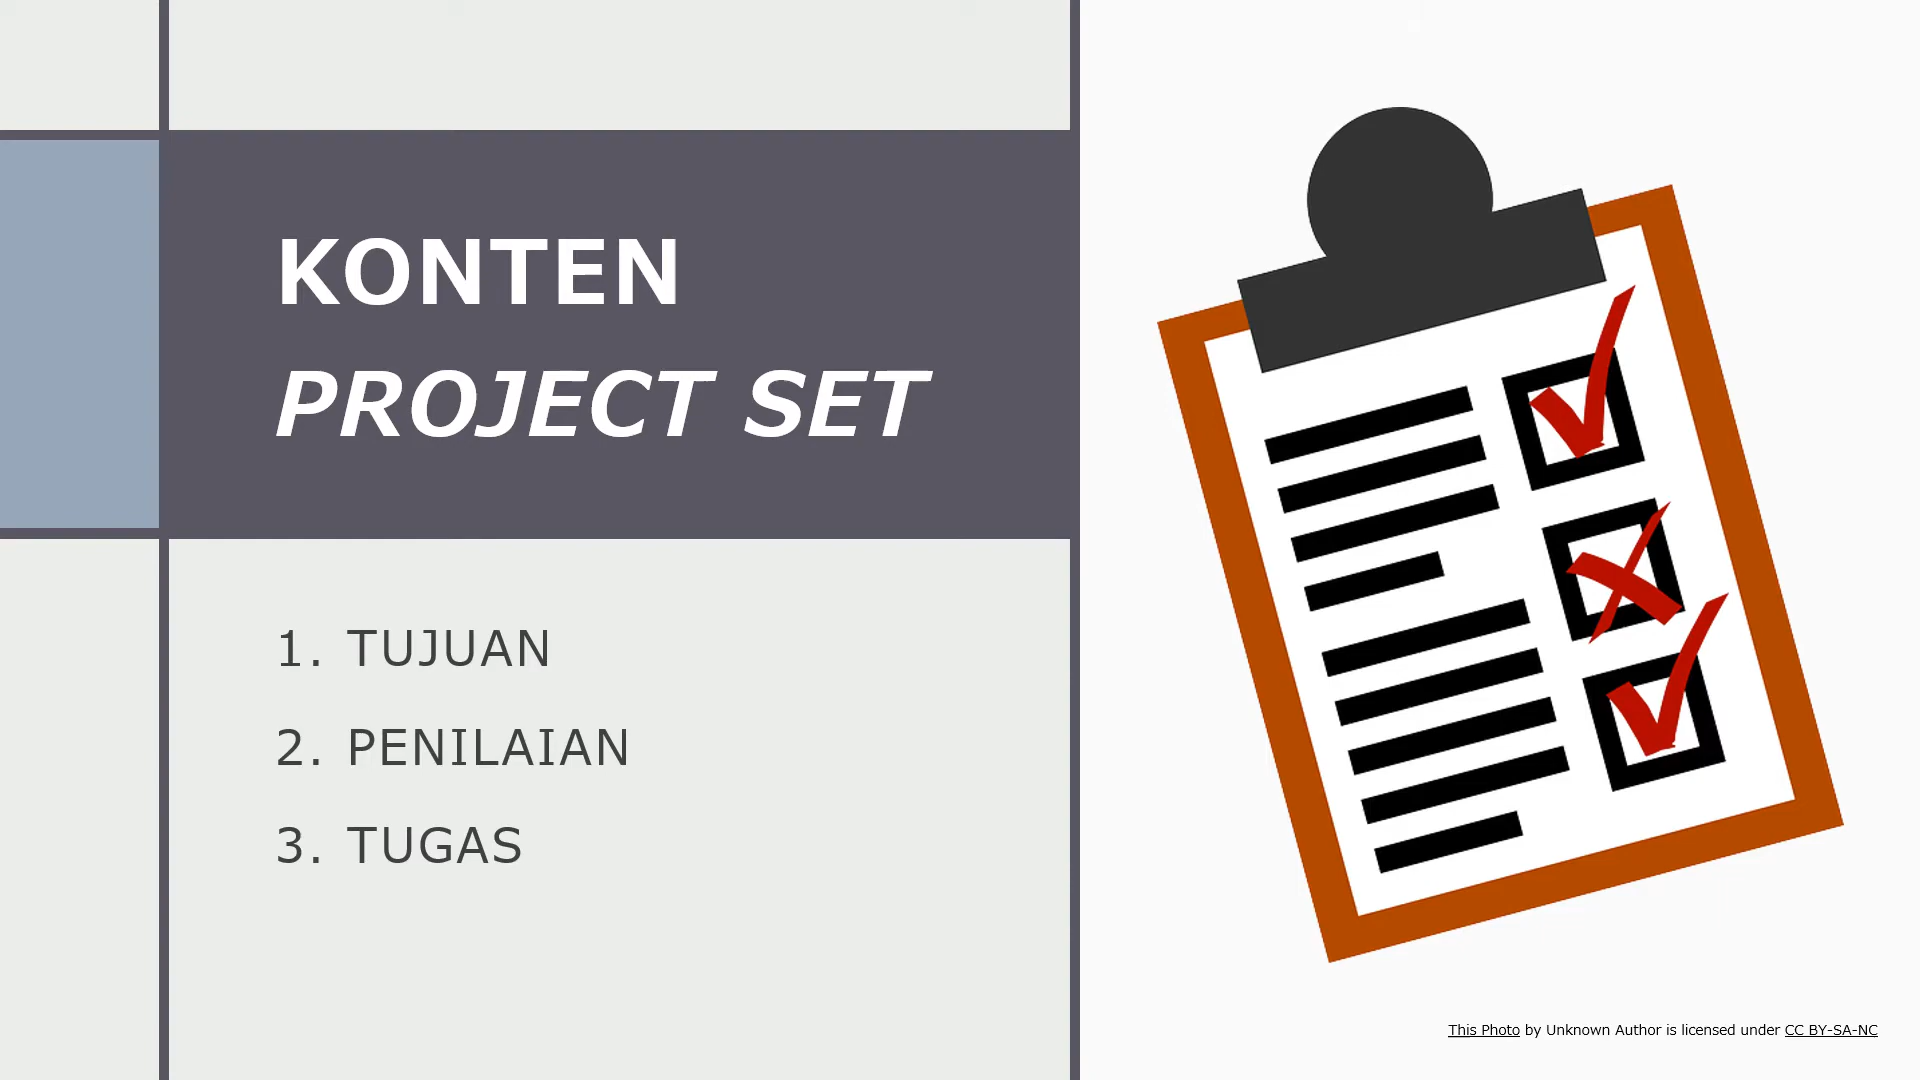 KONTEN
PROJECT SET
1. TUJUAN
2. PENILAIAN
3. TUGAS
This Photo by Unknown Author is licensed under CC BY-SA-NC